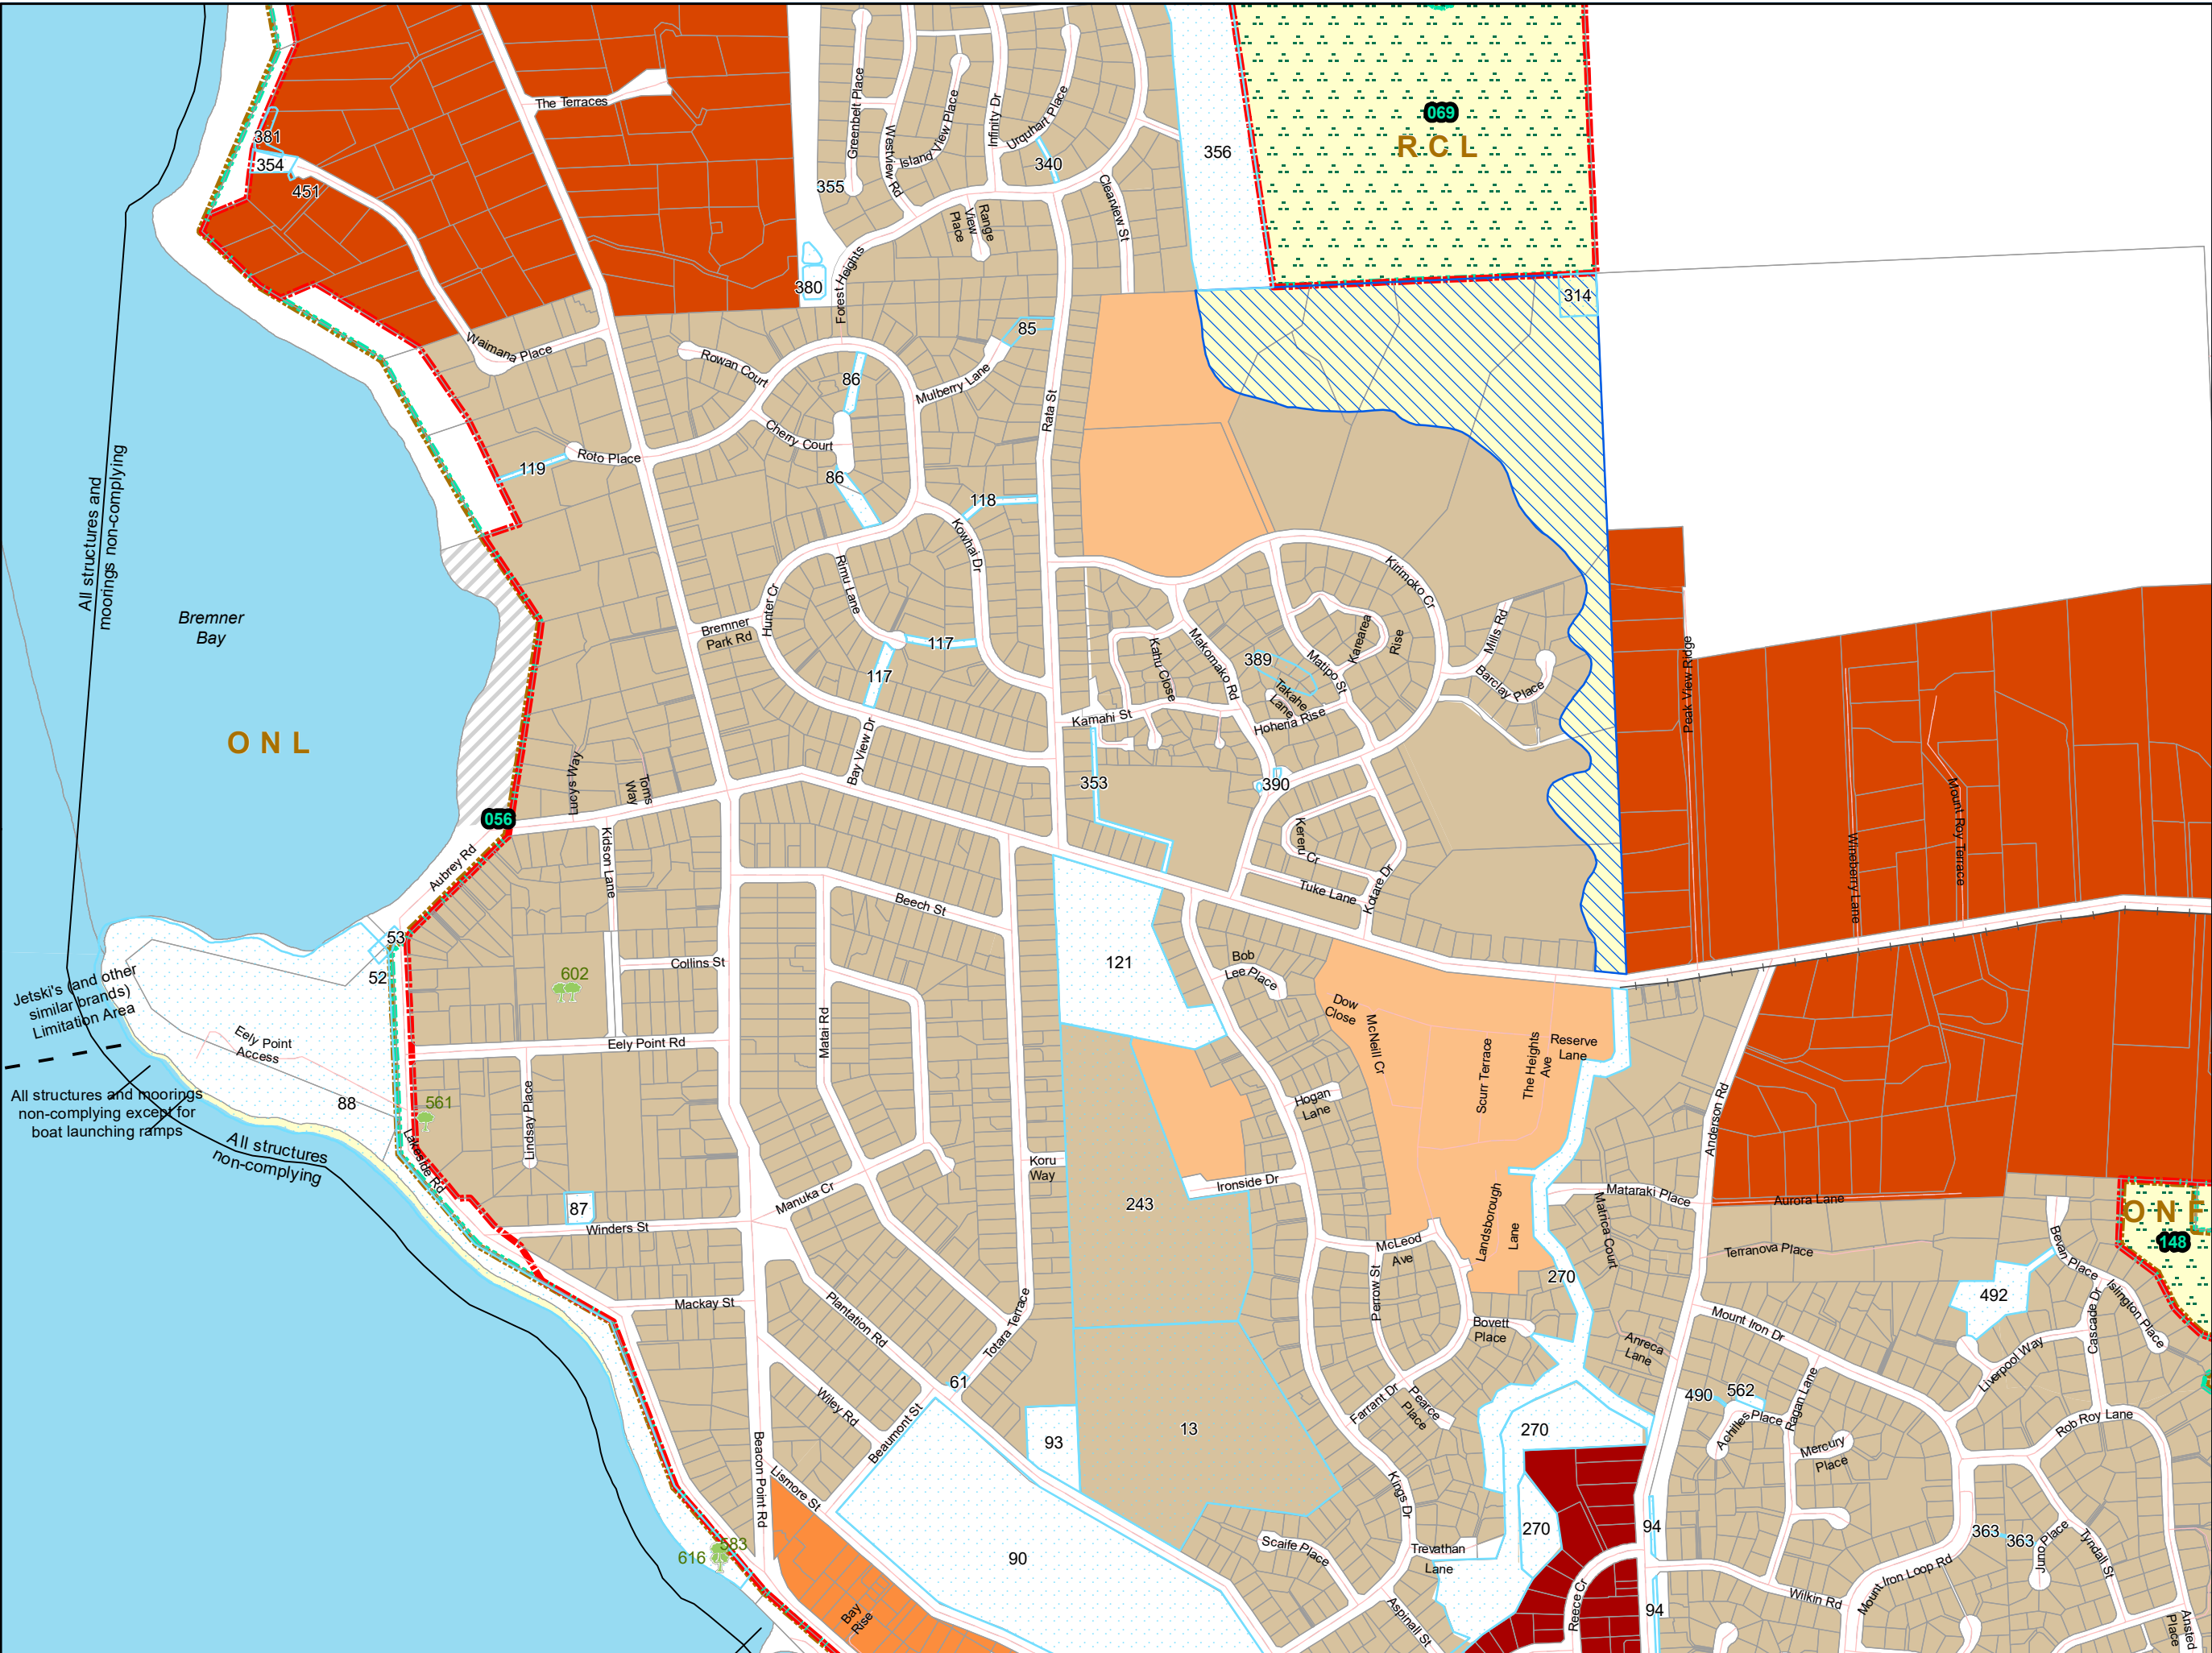 The Terraces
381
354
451
Greenbelt Place
Westview Rd
Island View Place
Infinity Dr
Urquhart Place
340
355
356
069
RCL
Clearview St
Range
View
Place
380
Forest Heights
314
Waimana Place
85
Rowan Court
86
Mulberry Lane
Rata St
Cherry Court
119
Roto Place
86
118
Kowhai Dr
All structures and
moorings non-complying
Bremner
Bay
ONL
Rimu Lane
Hunter Cr
Bremner
Park Rd
117
117
Bay View Dr
Kirimoko Cr
Mills Rd
Karearea
Rise
Makomako Rd
Kahu Close
389
Matipo St
Takahe
Lane
Barclay Place
Kamahi St
Hoheria Rise
Peak View Ridge
Lucys Way
Toms
Way
353
390
Mount Roy Terrace
Wineberry Lane
056
Aubrey Rd
Kidson Lane
Kereru Cr
Tuke Lane
Kotare Dr
Beech St
53
52
602
Collins St
121
Bob
Lee Place
Jetski's (and other
similar brands)
Limitation Area
Eely Point
Access
Eely Point Rd
Matai Rd
Dow
Close
McNeill Cr
Scurr Terrace
The Heights
Ave
Reserve
Lane
All structures and moorings
non-complying except for
boat launching ramps
88
561
Lindsay Place
Hogan
Lane
Anderson Rd
All structures
non-complying
Lakeside Rd
Koru
Way
243
Ironside Dr
Manuka Cr
87
Winders St
Landsborough
Lane
Mataraki Place
Matrica Court
Aurora Lane
ONF
148
McLeod
Ave
Terranova Place
Bevan Place
Islington Place
Perrow St
270
492
Mackay St
Plantation Rd
Totara Terrace
Bovett
Place
Anreca
Lane
Mount Iron Dr
Cascade Dr
Liverpool Way
61
Wiley Rd
Beaumont St
Farrant Dr
Pearce
Place
490
562
Achilles Place
Ragan Lane
Rob Roy Lane
93
13
270
Mercury
Place
Beacon Point Rd
Lismore St
Kings Dr
270
94
363
363
Juno Place
Tyndall St
616
583
90
Scaife Place
Trevathan
Lane
Mount Iron Loop Rd
Wilkin Rd
Bay
Rise
Aspinall St
Reece Cr
94
Ansted
Place